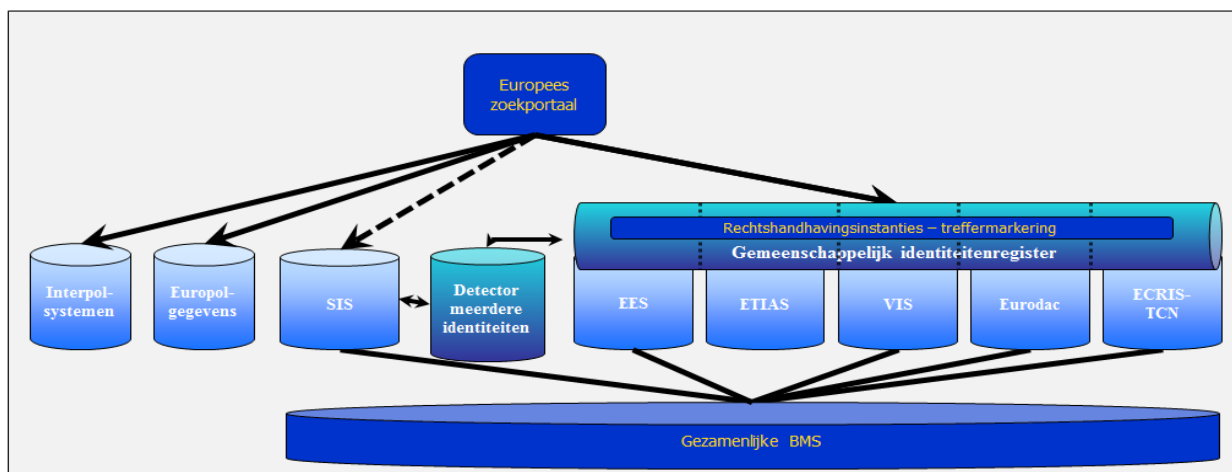 Europees
zoekportaal
Rechtshandhavingsinstanties – treffermarkering
Gemeenschappelijk identiteitenregister
Interpol-
systemen
Europol-
gegevens
SIS
Detector
meerdere
identiteiten
EES
ETIAS
VIS
Eurodac
ECRIS-
TCN
Gezamenlijke BMS